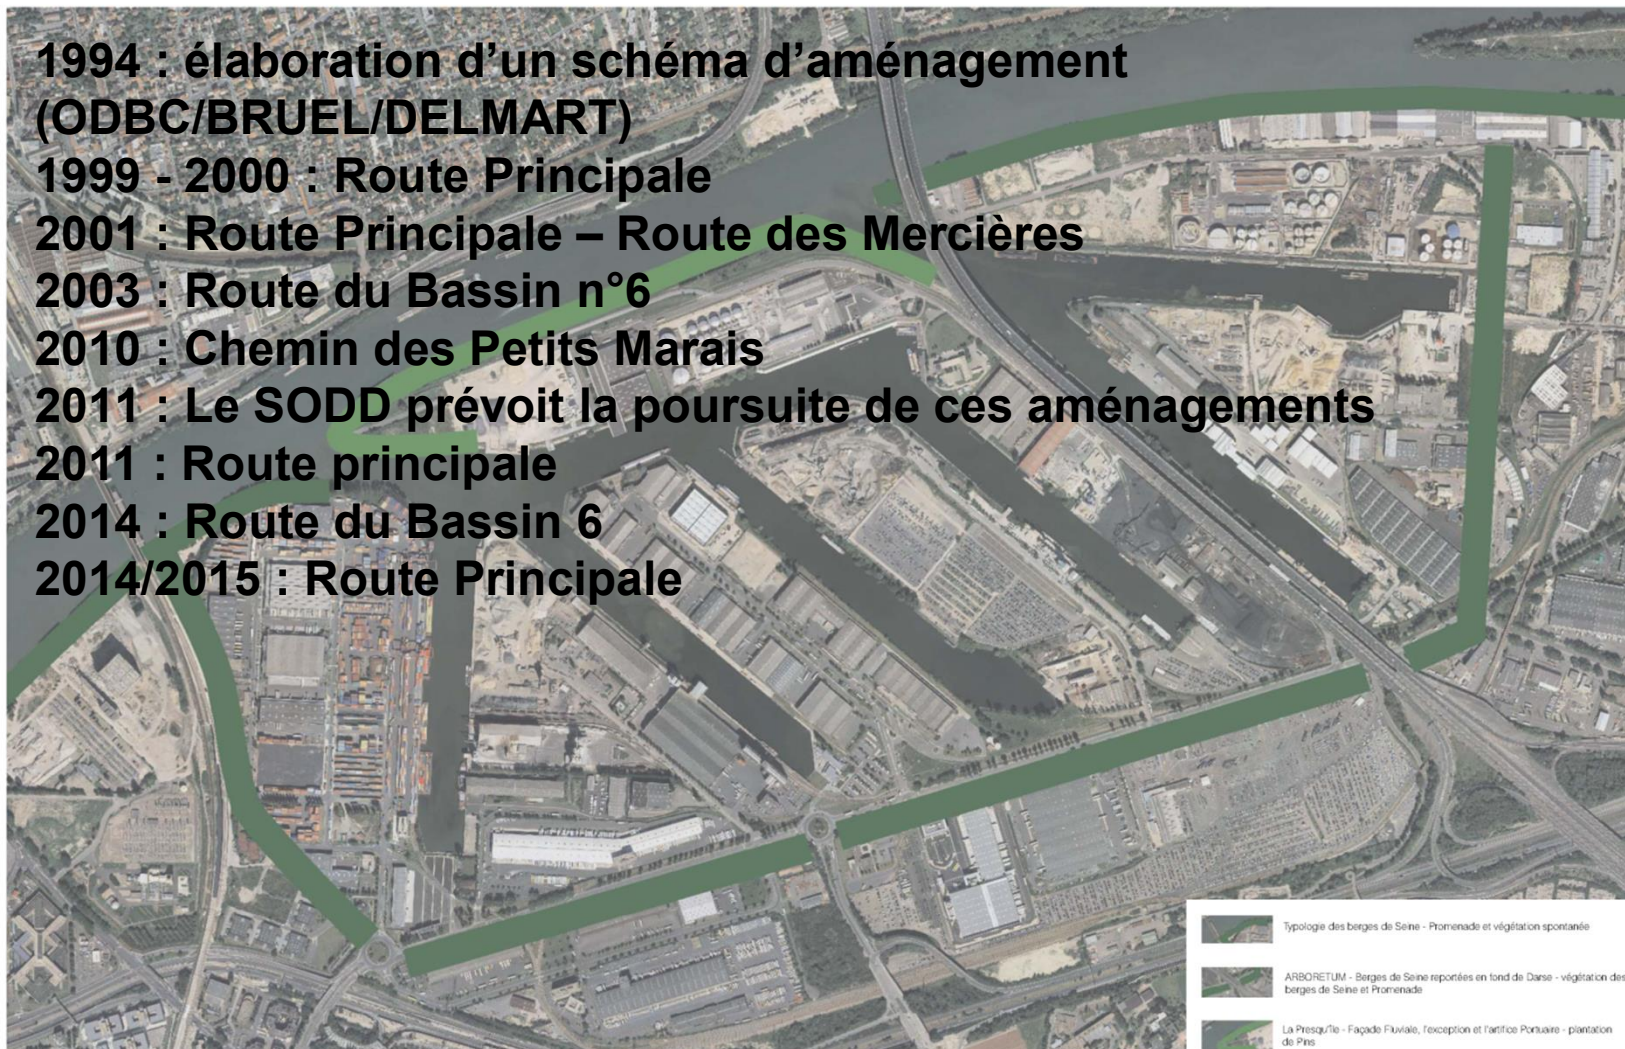 1994 : élaboration d'un schéma d'aménagement
(ODBC/BRUEL/DELMART)
1999 - 2000 : Route Principale
2001 : Route Principale – Route des Mercières
2003 : Route du Bassin n°6
2010 : Chemin des Petits Marais
2011 : Le SODD prévoit la poursuite de ces aménagements
2011 : Route principale
2014 : Route du Bassin 6
2014/2015 : Route Principale
Typologie des berges de Seine - Promenade et végétation spontanée
ARBORETUM - Berges de Seine reportées en fond de Darse - végétation des
berges de Seine et Promenade
La Presqu'île - Façade Fluviale, l'exception et l'artifice Portuaire - plantation
de Pins